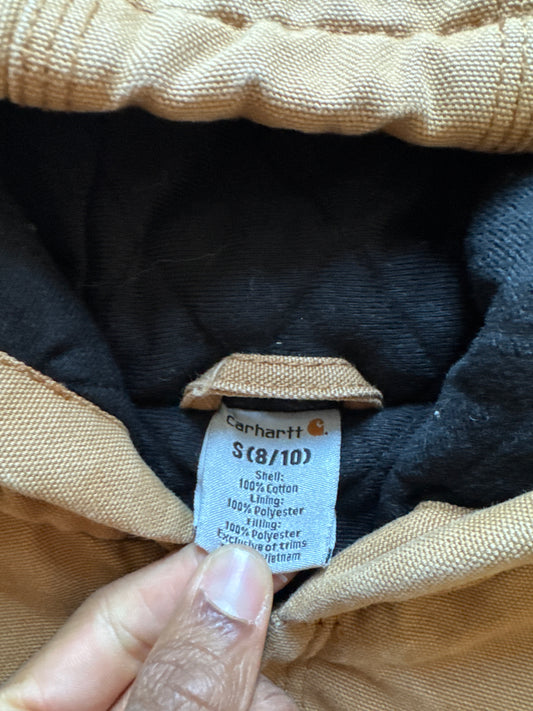 carhartt
S (8/10)
Shell:
100% Cotton
Lining:
100% Polyester
Filling:
100% Polyester
Exclusive of trims
Vietnam